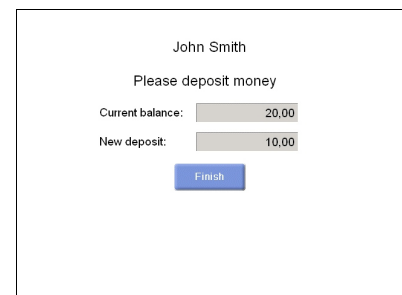 John Smith
Please deposit money
Current balance: 20,00
New deposit: 10,00
Finish